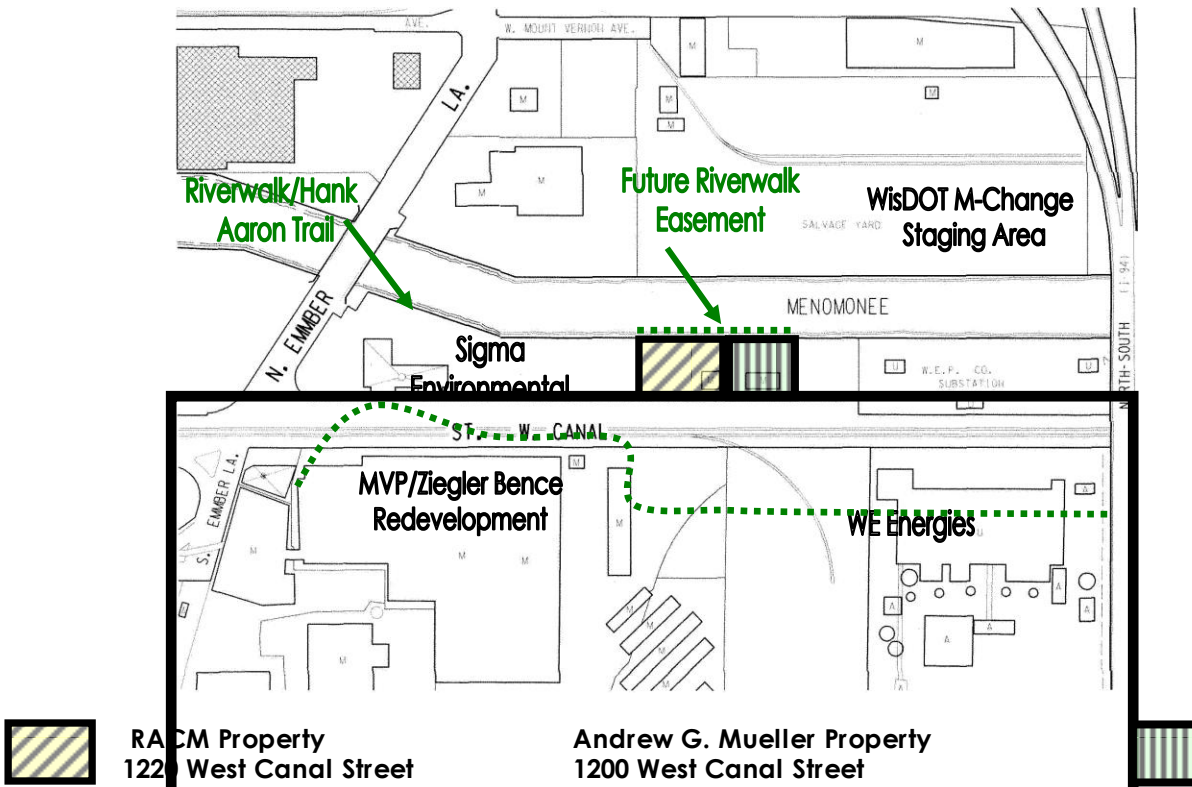 AVE.
W. MOUNT VERNON AVE.
M
M
LA.
M
M
M
M
M
M
Riverwalk/Hank
Aaron Trail
Future Riverwalk
Easement
WisDOT M-Change
Staging Area
SALVAGE YARD
N. EMMBER
MENOMONEE
NORTH-SOUTH (I-94)
Sigma
Environmental
M
M
U
W.E.P. CO.
SUBSTATION
U
U
ST. W. CANAL
S. EMMBER LA.
MVP/Ziegler Bence
Redevelopment
M
M
WE Energies
U
A
M
M
M
M
M
M
M
M
M
A
A
A
A
A
A
RACM Property
1220 West Canal Street
Andrew G. Mueller Property
1200 West Canal Street